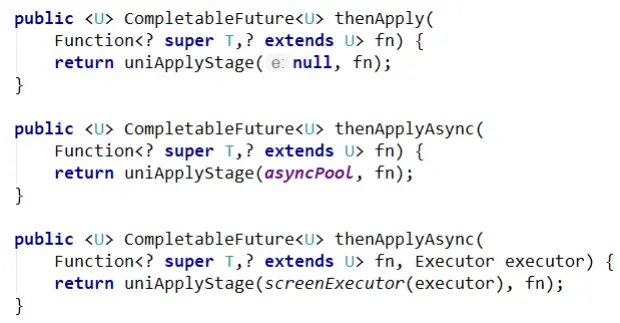 public <U> CompletableFuture<U> thenApply(
    Function<? super T,? extends U> fn) {
    return uniApplyStage( e: null, fn);
}

public <U> CompletableFuture<U> thenApplyAsync(
    Function<? super T,? extends U> fn) {
    return uniApplyStage(asyncPool, fn);
}

public <U> CompletableFuture<U> thenApplyAsync(
    Function<? super T,? extends U> fn, Executor executor) {
    return uniApplyStage(screenExecutor(executor), fn);
}